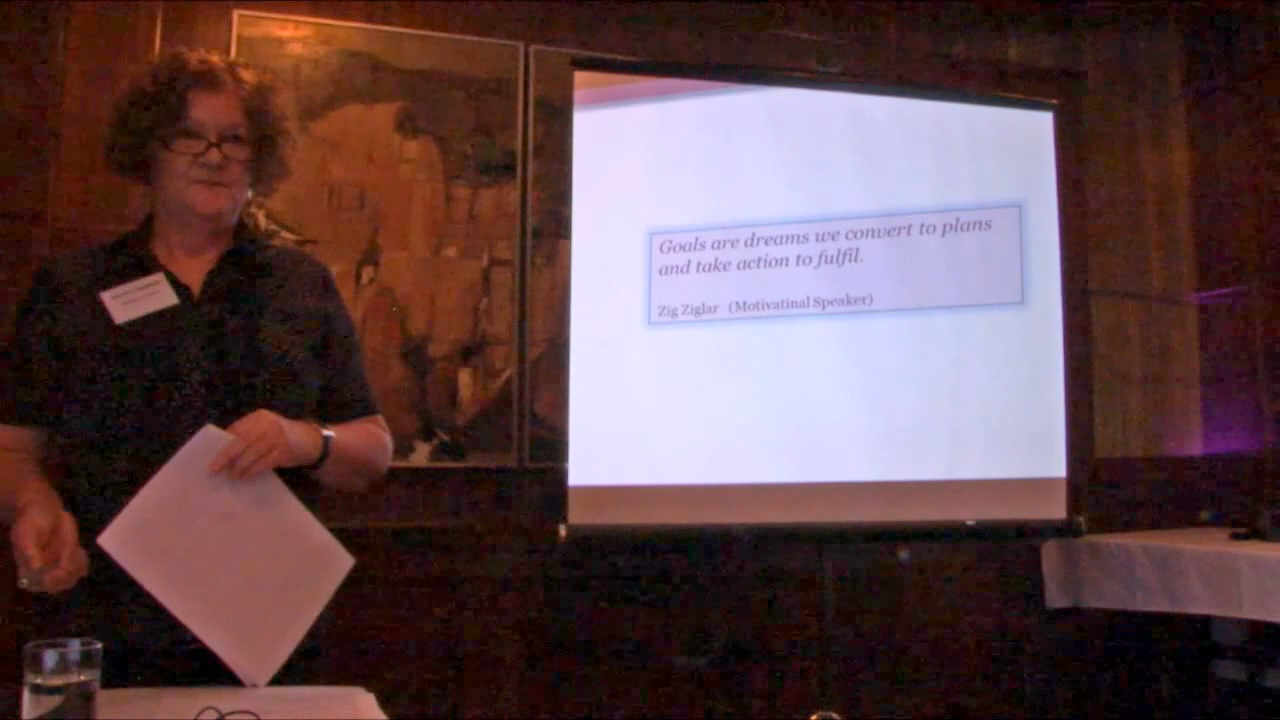 Goals are dreams we convert to plans
and take action to fulfil.
Zig Ziglar (Motivatinal Speaker)